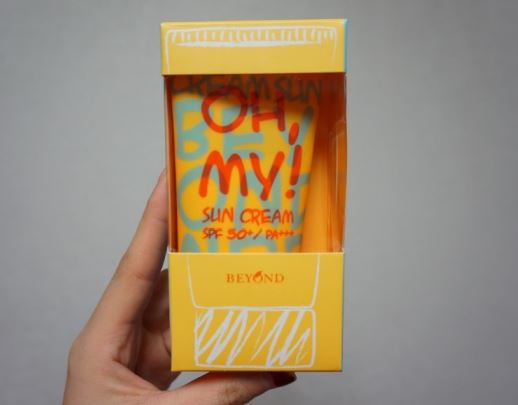 CREAM SUN
OH,
MY!
SUN CREAM
SPF 50+/ PA+++
BEYOND